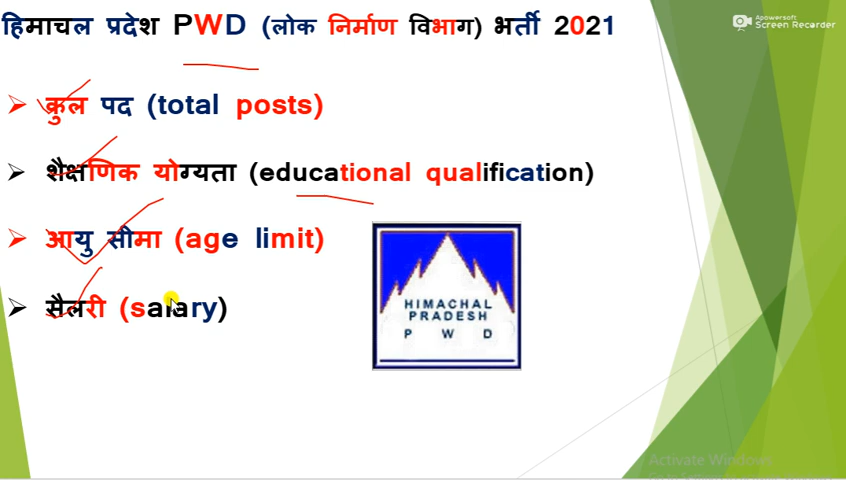 हिमाचल प्रदेश PWD (लोक निर्माण विभाग) भर्ती 2021
Apowersoft
Screen Recorder
कुल पद (total posts)
शैक्षणिक योग्यता (educational qualification)
आयु सीमा (age limit)
सैलरी (salary)
HIMACHAL
PRADESH
P W D
Activate Windows